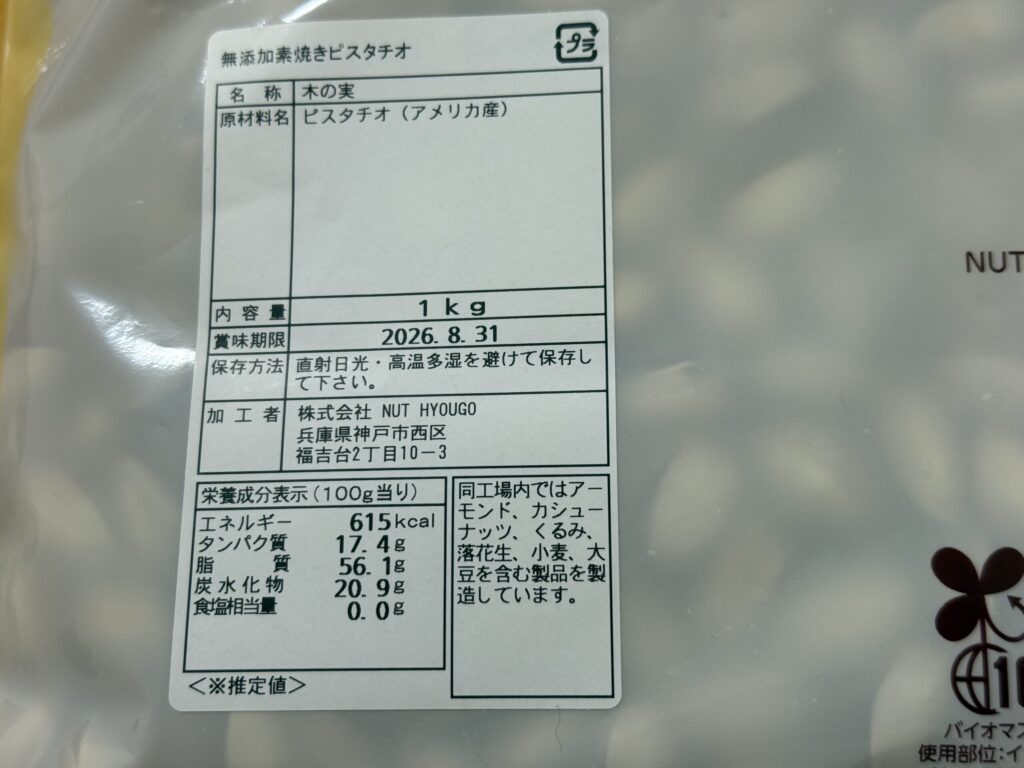 無添加素焼きピスタチオ
プラ
名称 木の実
原材料名 ピスタチオ（アメリカ産）
内容量 1kg
賞味期限 2026. 8. 31
保存方法 直射日光・高温多湿を避けて保存し
て下さい。
加工者 株式会社 NUT HYOUGO
兵庫県神戸市西区
福吉台2丁目10－3
栄養成分表示（100g当り）
エネルギー 615kcal
タンパク質 17. 4g
脂質 56. 1g
炭水化物 20. 9g
食塩相当量 0. 0g
＜※推定値＞
同工場内ではアー
モンド、カシュー
ナッツ、くるみ、
落花生、小麦、大
豆を含む製品を製
造しています。
NUT
バイオマス
使用部位:イ